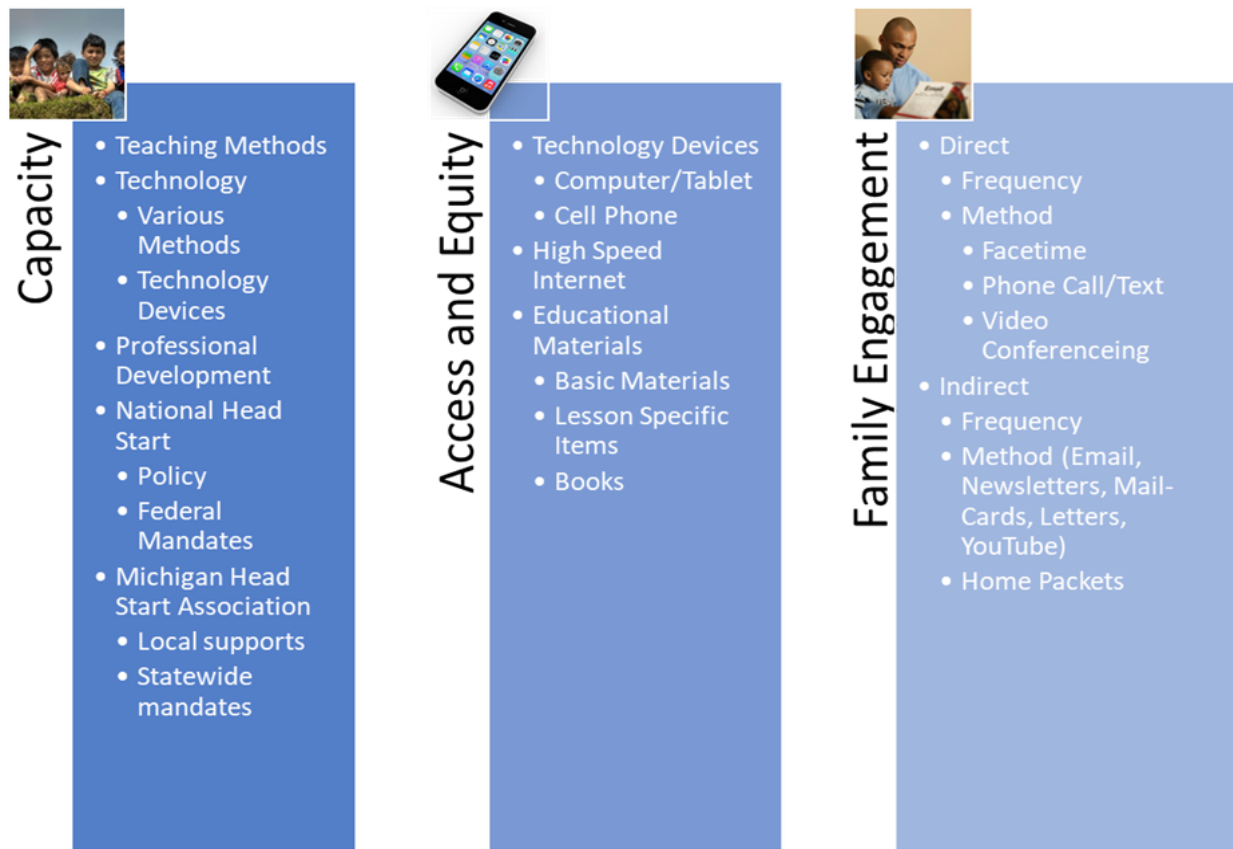 Capacity
• Teaching Methods
• Technology
• Various
Methods
• Technology
Devices
• Professional
Development
• National Head
Start
• Policy
• Federal
Mandates
• Michigan Head
Start Association
• Local supports
• Statewide
mandates
Access and Equity
• Technology Devices
• Computer/Tablet
• Cell Phone
• High Speed
Internet
• Educational
Materials
• Basic Materials
• Lesson Specific
Items
• Books
Family Engagement
• Direct
• Frequency
• Method
• Facetime
• Phone Call/Text
• Video
Conferenceing
• Indirect
• Frequency
• Method (Email,
Newsletters, Mail-
Cards, Letters,
YouTube)
• Home Packets